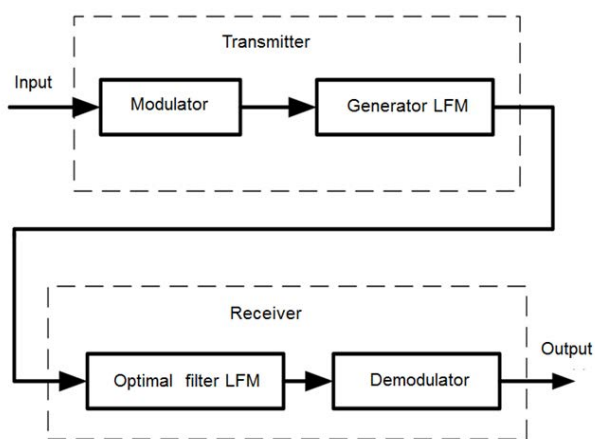 Transmitter
Input
Modulator
Generator LFM
Receiver
Optimal filter LFM
Demodulator
Output